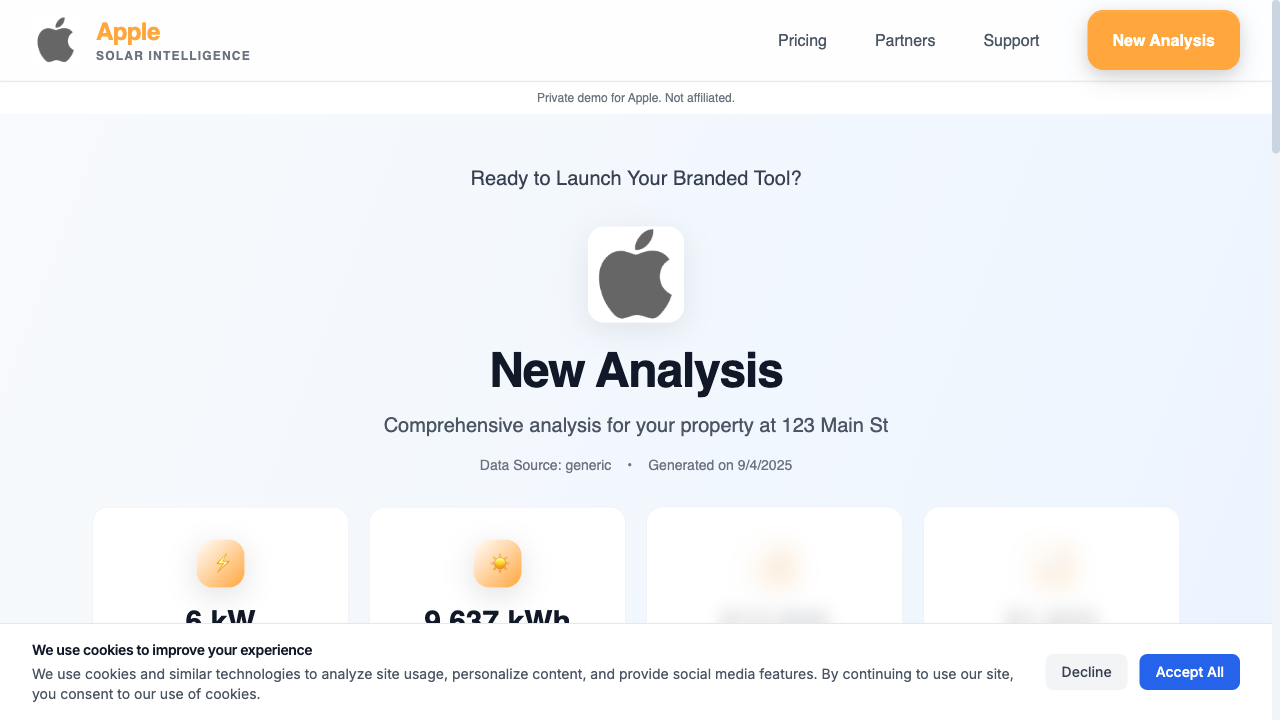 Apple
SOLAR INTELLIGENCE
Pricing
Partners
Support
New Analysis
Private demo for Apple. Not affiliated.
Ready to Launch Your Branded Tool?
New Analysis
Comprehensive analysis for your property at 123 Main St
Data Source: generic • Generated on 9/4/2025
6 kW
9,637 kWh
We use cookies to improve your experience
We use cookies and similar technologies to analyze site usage, personalize content, and provide social media features. By continuing to use our site,
you consent to our use of cookies.
Decline
Accept All